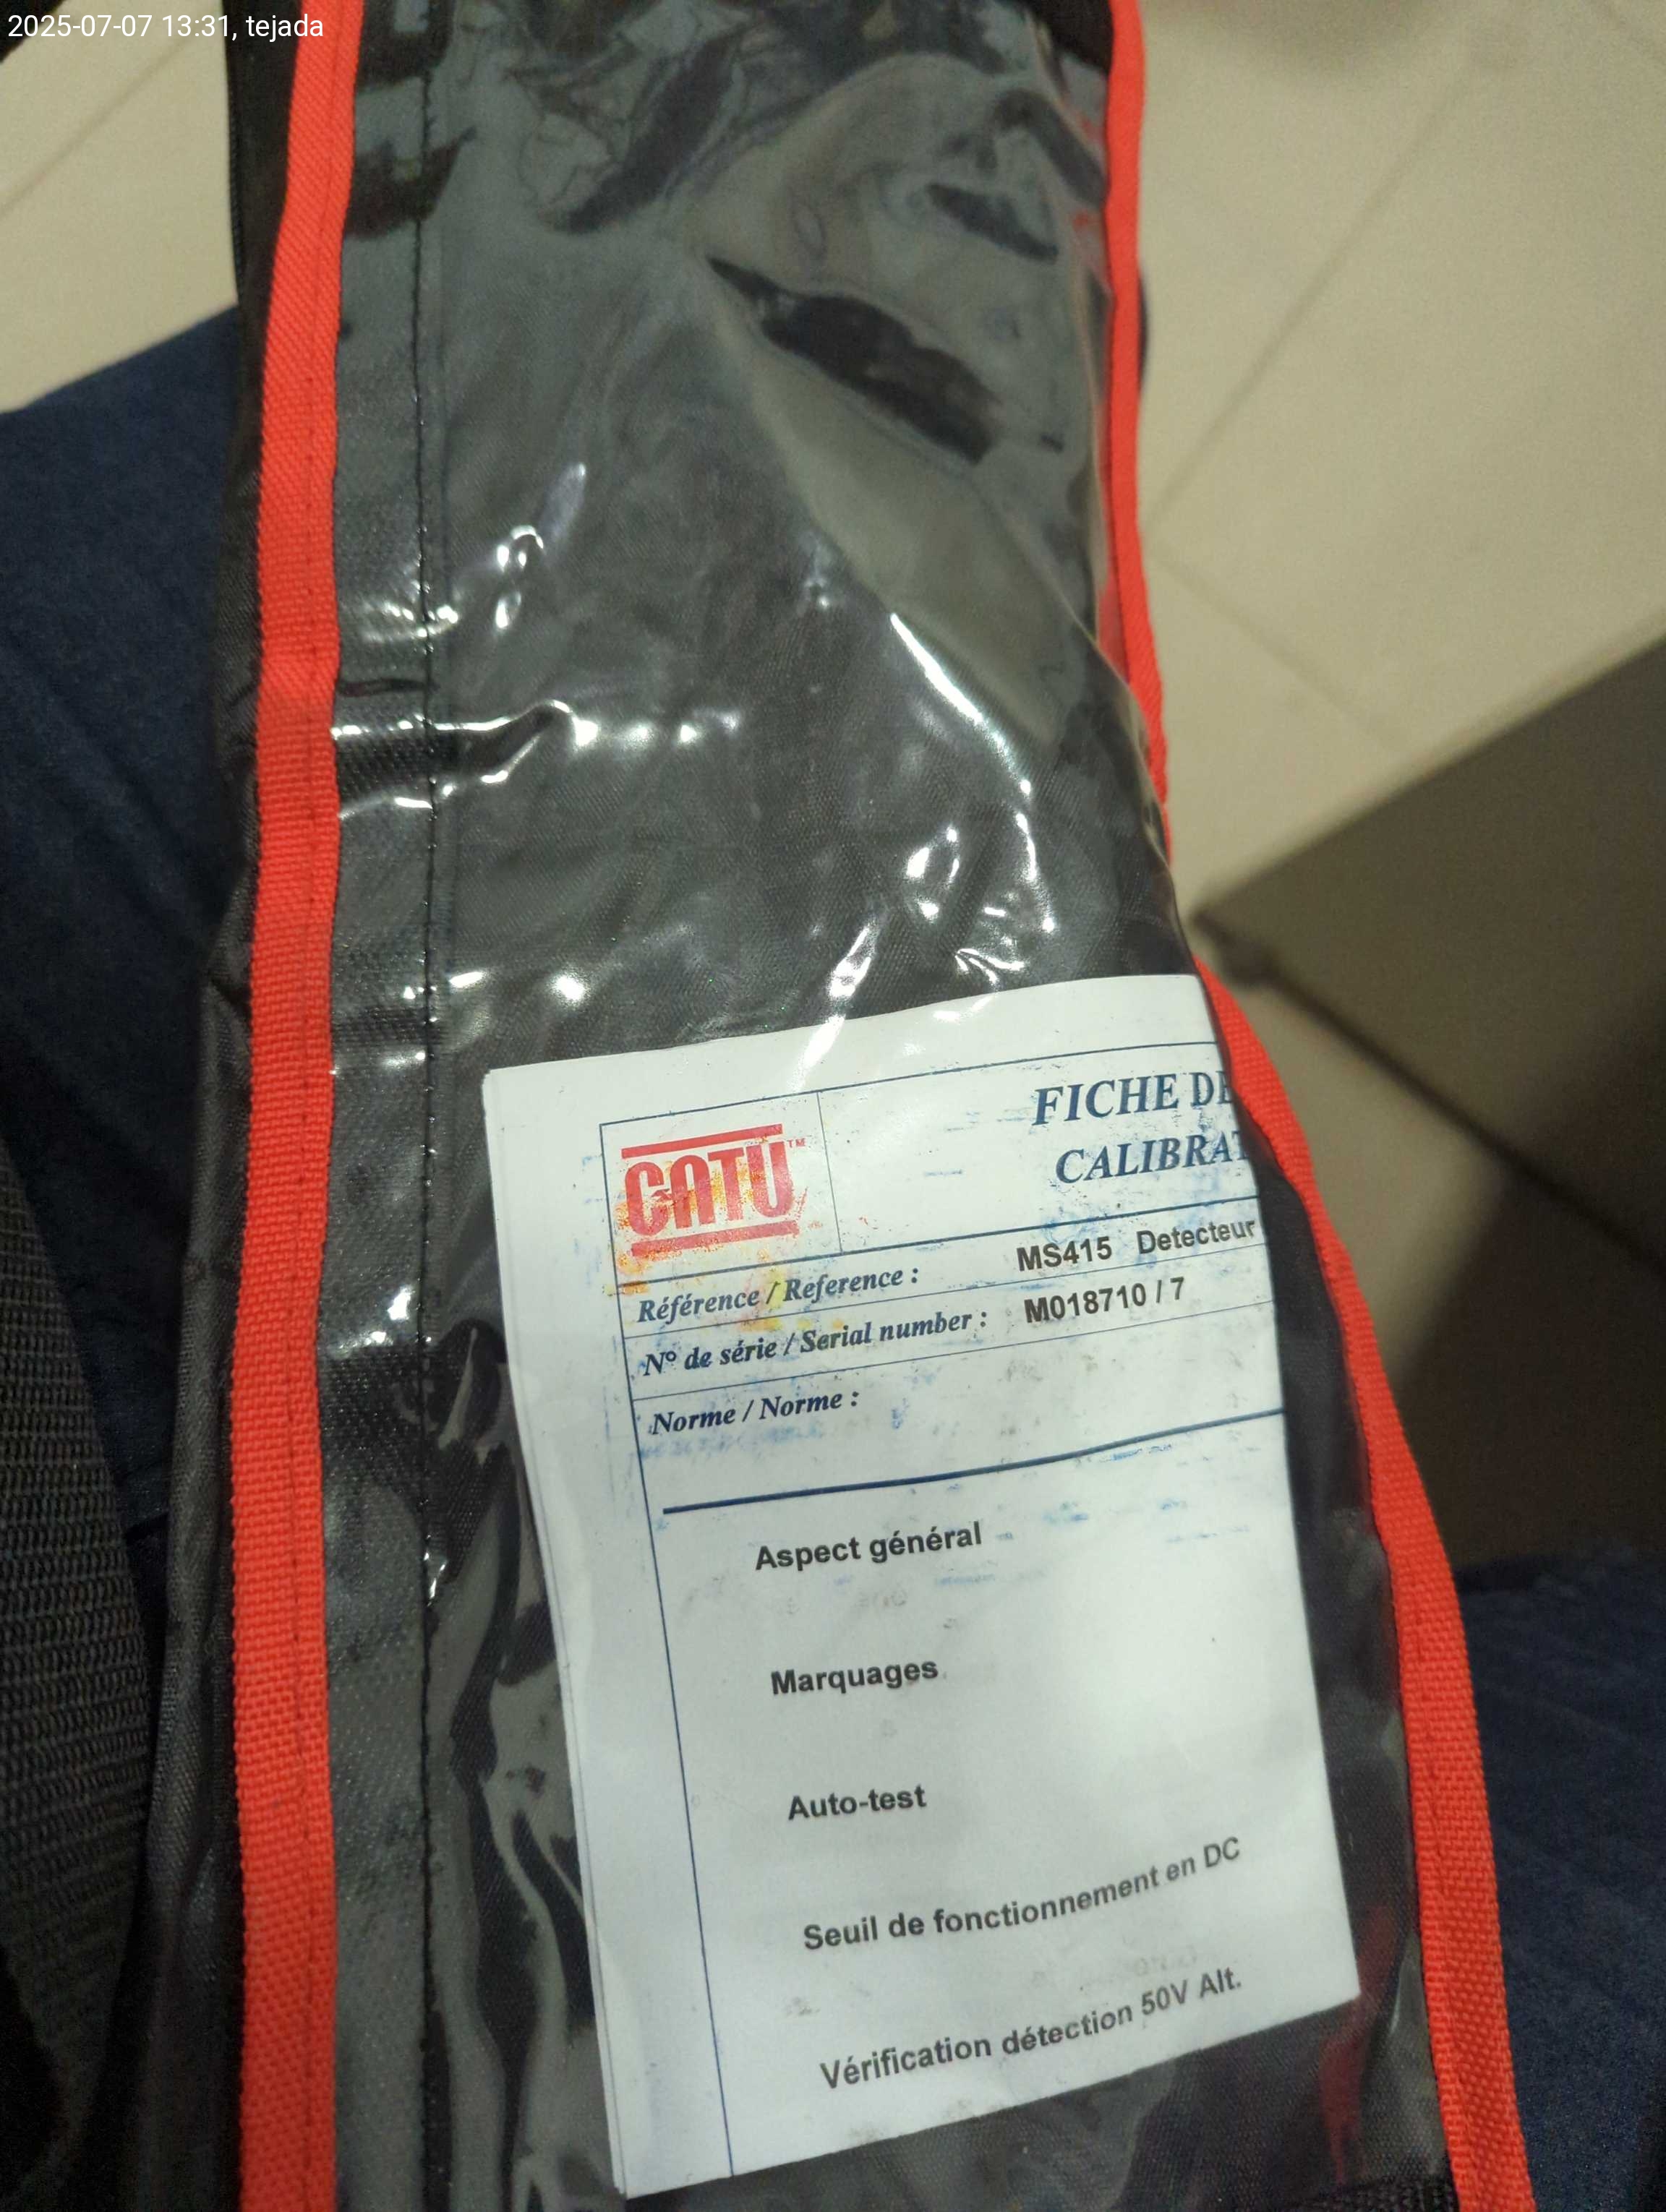 2025-07-07 13:31, tejada
CATU™
FICHE DE
CALIBRAT
Référence / Reference : MS415 Detecteur
N° de série / Serial number : M018710 / 7
Norme / Norme :
Aspect général
Marquages
Auto-test
Seuil de fonctionnement en DC
Vérification détection 50V Alt.